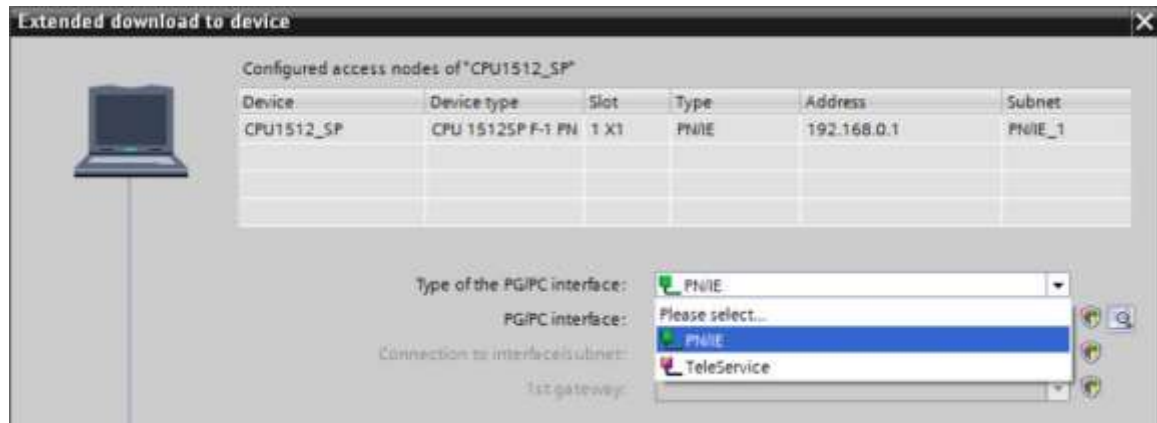 Extended download to device
Configured access nodes of "CPU1512_SP"
Device Device type Slot Type Address Subnet
CPU1512_SP CPU 1512SP F-1 PN 1 X1 PN/IE 192.168.0.1 PN/IE_1
Type of the PG/PC interface: PN/IE
PG/PC interface: Please select...
PN/IE
Connection to interface/subnet:
TeleService
1st gateway: